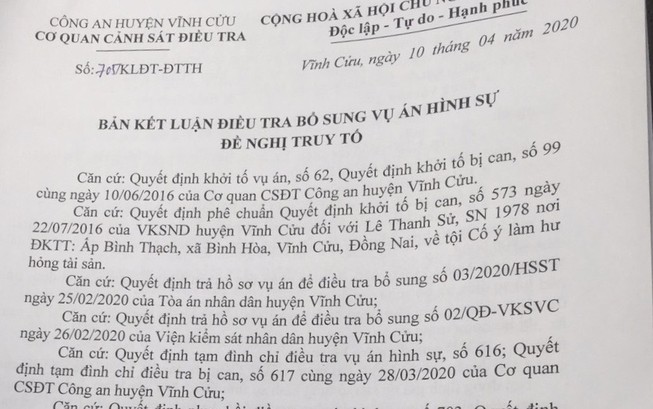 CÔNG AN HUYỆN VĨNH CỬU
CƠ QUAN CẢNH SÁT ĐIỀU TRA
Số: 705/KLĐT-ĐTTH
CỘNG HOÀ XÃ HỘI CHỦ
Độc lập - Tự do - Hạnh phúc
Vĩnh Cửu, ngày 10 tháng 04 năm 2020
BẢN KẾT LUẬN ĐIỀU TRA BỔ SUNG VỤ ÁN HÌNH SỰ
ĐỀ NGHỊ TRUY TỐ
Căn cứ: Quyết định khởi tố vụ án, số 62, Quyết định khởi tố bị can, số 99
cùng ngày 10/06/2016 của Cơ quan CSĐT Công an huyện Vĩnh Cửu.
Căn cứ: Quyết định phê chuẩn Quyết định khởi tố bị can, số 573 ngày
22/07/2016 của VKSND huyện Vĩnh Cửu đối với Lê Thanh Sử, SN 1978 nơi
ĐKTT: Ấp Bình Thạch, xã Bình Hòa, Vĩnh Cửu, Đồng Nai, về tội Cố ý làm hư
hỏng tài sản.
Căn cứ: Quyết định trả hồ sơ vụ án để điều tra bổ sung số 03/2020/HSST
ngày 25/02/2020 của Tòa án nhân dân huyện Vĩnh Cửu;
Căn cứ: Quyết định trả hồ sơ vụ án để điều tra bổ sung số 02/QĐ-VKSVC
ngày 26/02/2020 của Viện kiểm sát nhân dân huyện Vĩnh Cửu;
Căn cứ: Quyết định tạm đình chỉ điều tra vụ án hình sự, số 616; Quyết
định tạm đình chỉ điều tra bị can, số 617 cùng ngày 28/03/2020 của Cơ quan
CSĐT Công an huyện Vĩnh Cửu;
Căn cứ: Quyết định